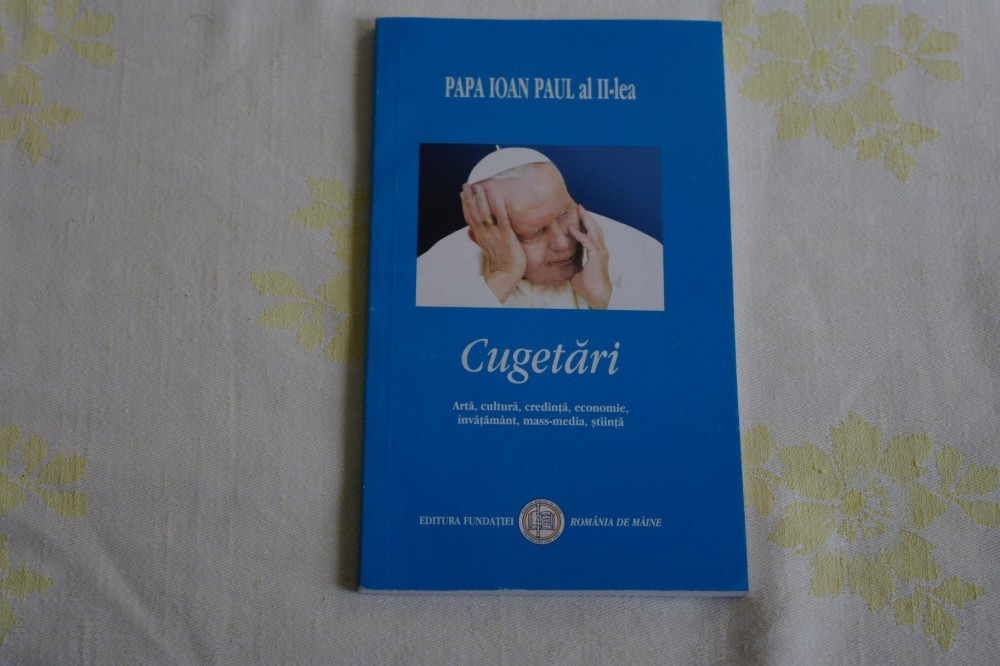 PAPA IOAN PAUL al II-lea
Cugetări
Artă, cultură, credință, economie,
învățământ, mass-media, știință
EDITURA FUNDAȚIEI ROMÂNIA DE MÂINE